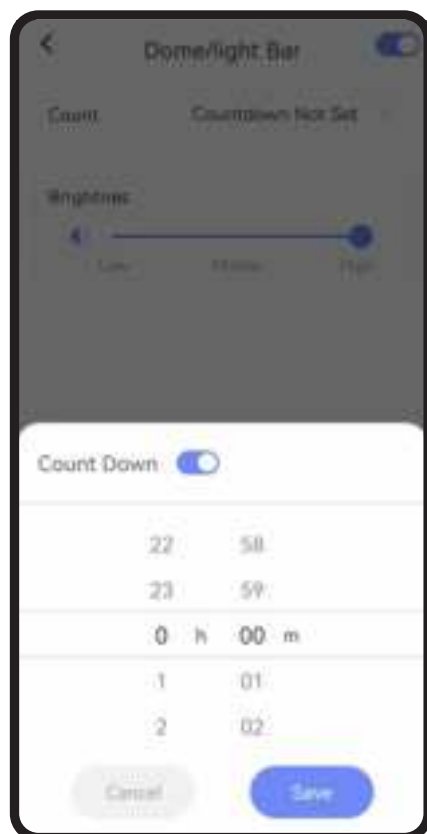 Dome/light Bar
Count Countdown Not Set
Brightness
Low Middle High
Count Down
22 58
23 59
0 h 00 m
1 01
2 02
Cancel Save